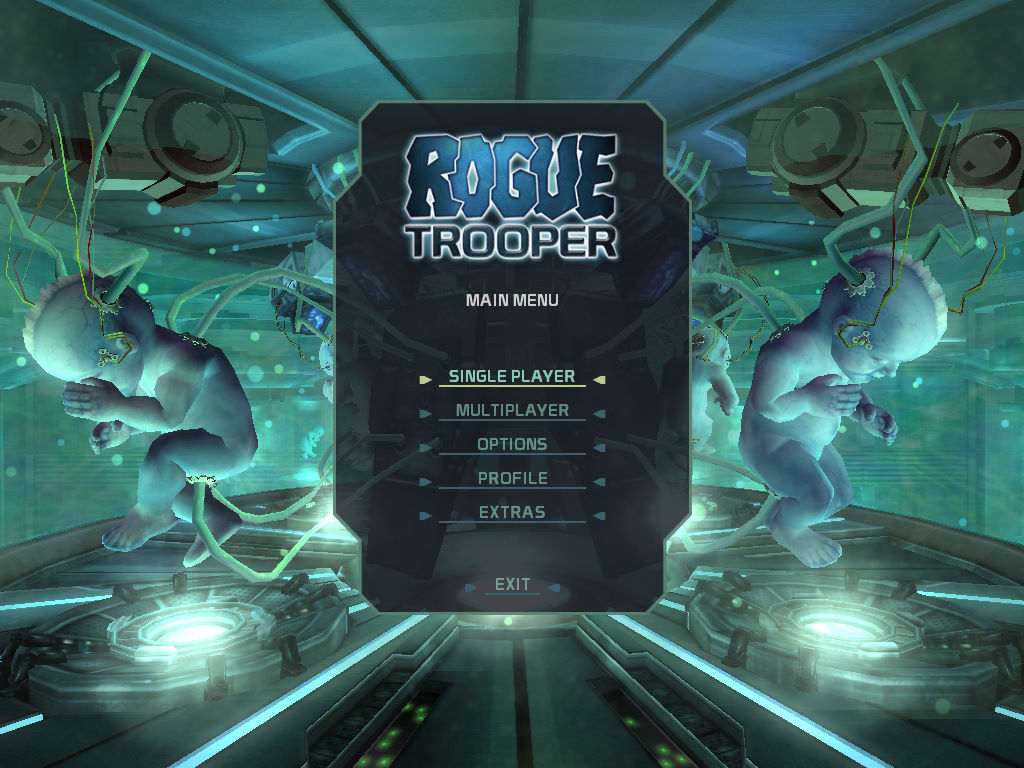 ROGUE
TROOPER
MAIN MENU
SINGLE PLAYER
MULTIPLAYER
OPTIONS
PROFILE
EXTRAS
EXIT